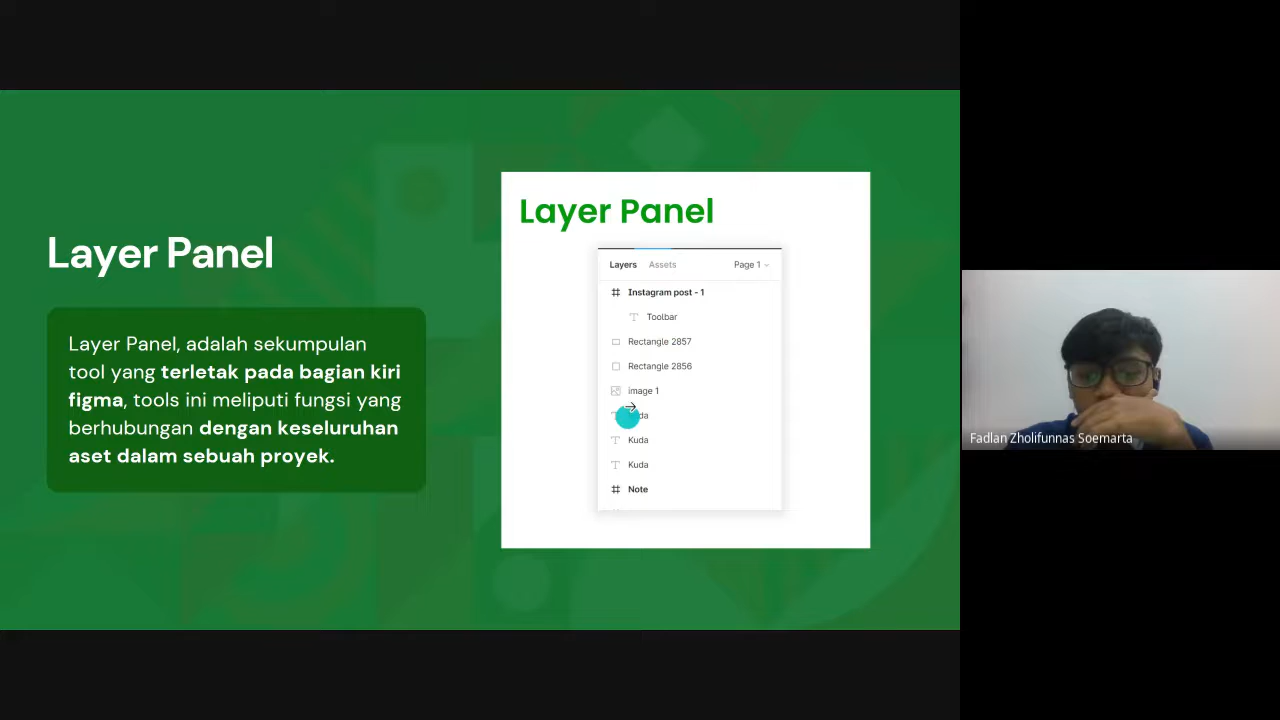 Layer Panel
Layer Panel, adalah sekumpulan
tool yang terletak pada bagian kiri
figma, tools ini meliputi fungsi yang
berhubungan dengan keseluruhan
aset dalam sebuah proyek.
Layer Panel
Layers Assets Page 1
Instagram post - 1
Toolbar
Rectangle 2857
Rectangle 2856
image 1
Kuda
Kuda
Note
Fadlan Zholifunnas Soemarta